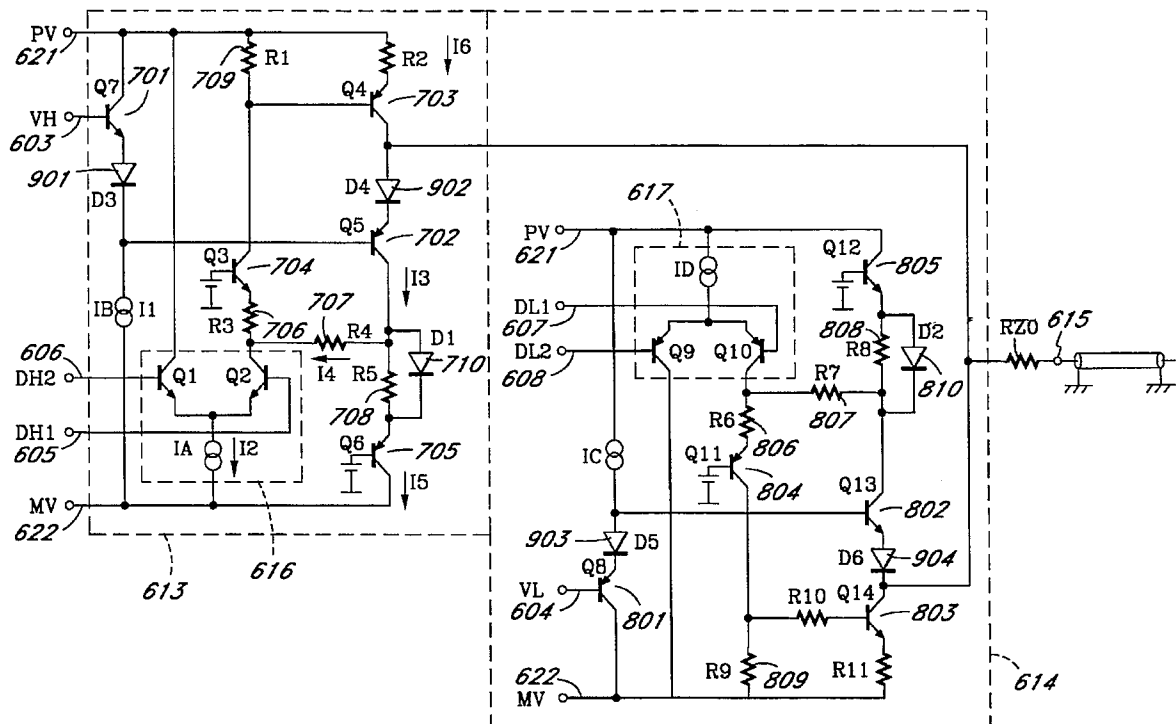 PV
621
R1
709
R2
I6
Q7
701
Q4
703
VH
603
901
D3
D4
902
Q5
702
Q3
704
I3
IB
I1
707
R3
706
R4
D1
710
606
DH2
I4
Q1
Q2
R5
708
DH1
605
IA
I2
Q6
705
MV
622
I5
613
616
617
PV
621
Q12
805
ID
DL1
607
808
R8
D2
RZ0
615
DL2
608
Q9
Q10
R7
810
807
R6
806
IC
Q11
804
Q13
802
903
D5
D6
904
Q8
VL
604
801
R10
Q14
803
622
MV
R9
809
R11
614